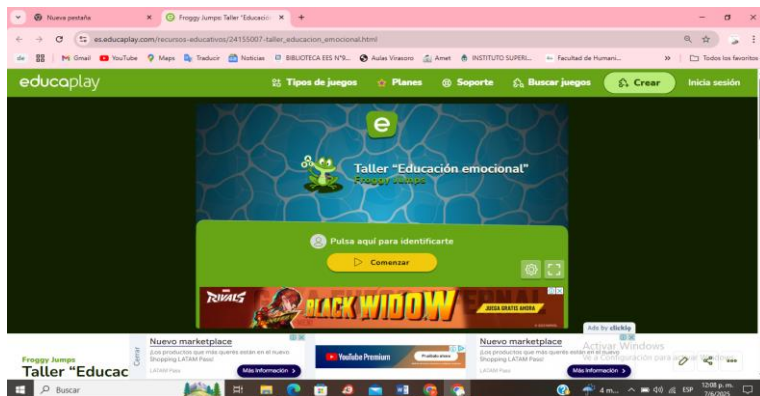 Nueva pestaña
Froggy Jumps: Taller "Educació
es.educaplay.com/recursos-educativos/24155007-taller_educacion_emocional.html
Gmail YouTube Maps Traducir Noticias BIBLIOTECA EES N°9... Aulas Virasoro Amet INSTITUTO SUPERI... Facultad de Humani... Todos los favoritos
educaplay Tipos de juegos Planes Soporte Buscar juegos Crear Inicia sesión
e
Taller "Educación emocional"
Froggy Jumps
Pulsa aquí para identificarte
Comenzar
RIVALS BLACK WIDOW JUEGA GRATIS AHORA
Ads by clickio
Cerrar
Nuevo marketplace
¡Los productos que más querés están en el nuevo
Shopping LATAM Pass!
LATAM Pass
Más información
YouTube Premium
Nuevo marketplace
¡Los productos que más querés están en el nuevo
Shopping LATAM Pass!
LATAM Pass
Más información
Activar Windows
Ve a Configuración para activar Windows.
Froggy Jumps
Taller "Educac
Buscar
4 m... ESP 12:08 p. m.
7/6/2025